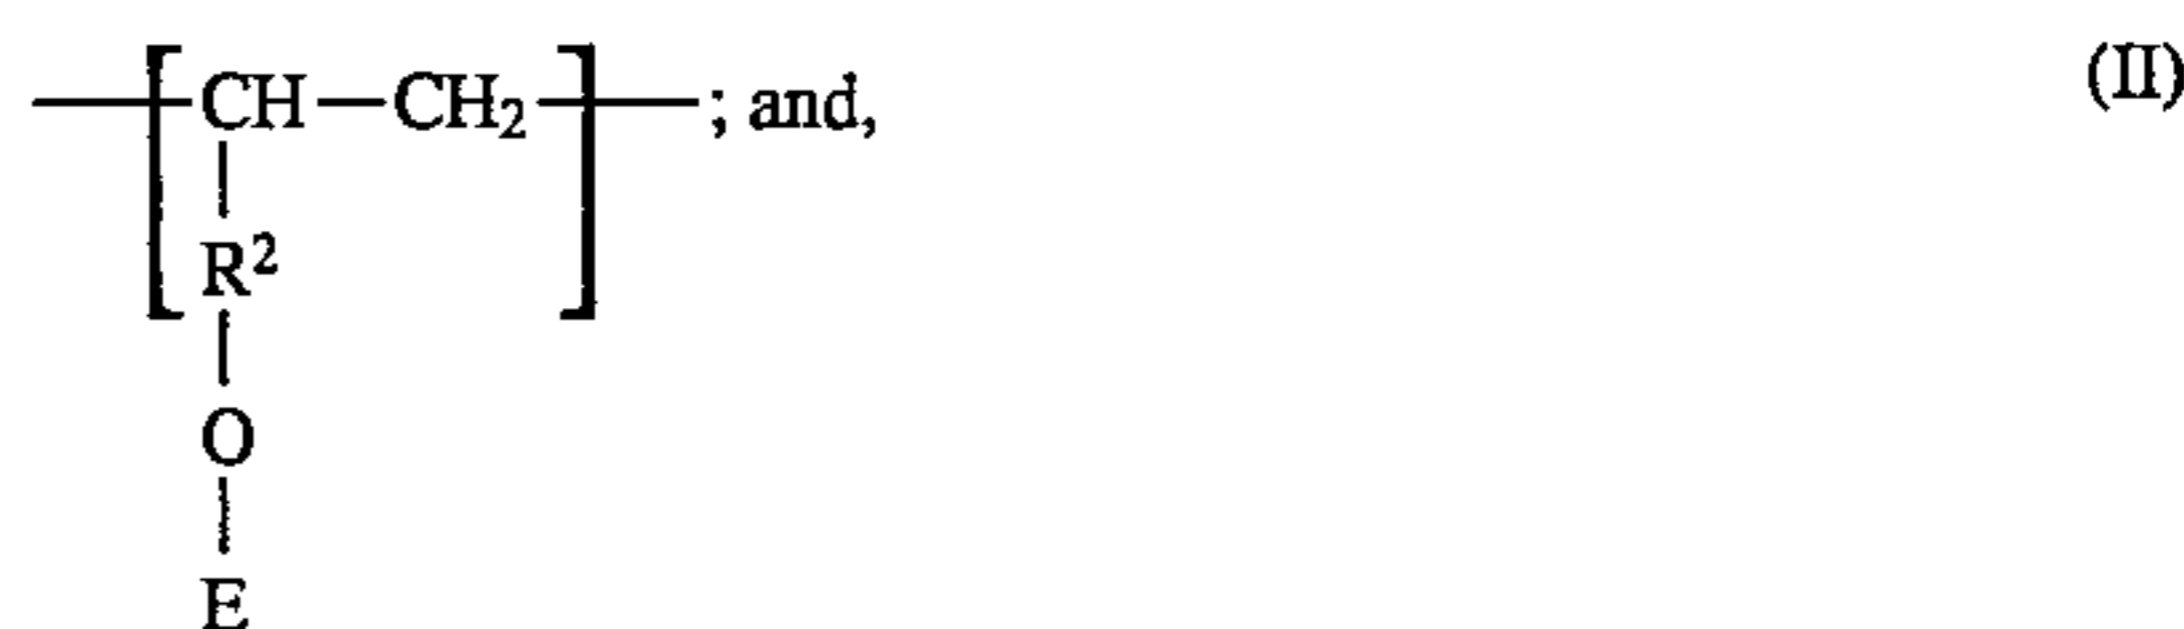 CH—CH₂ ; and, (II)
R²
O
E